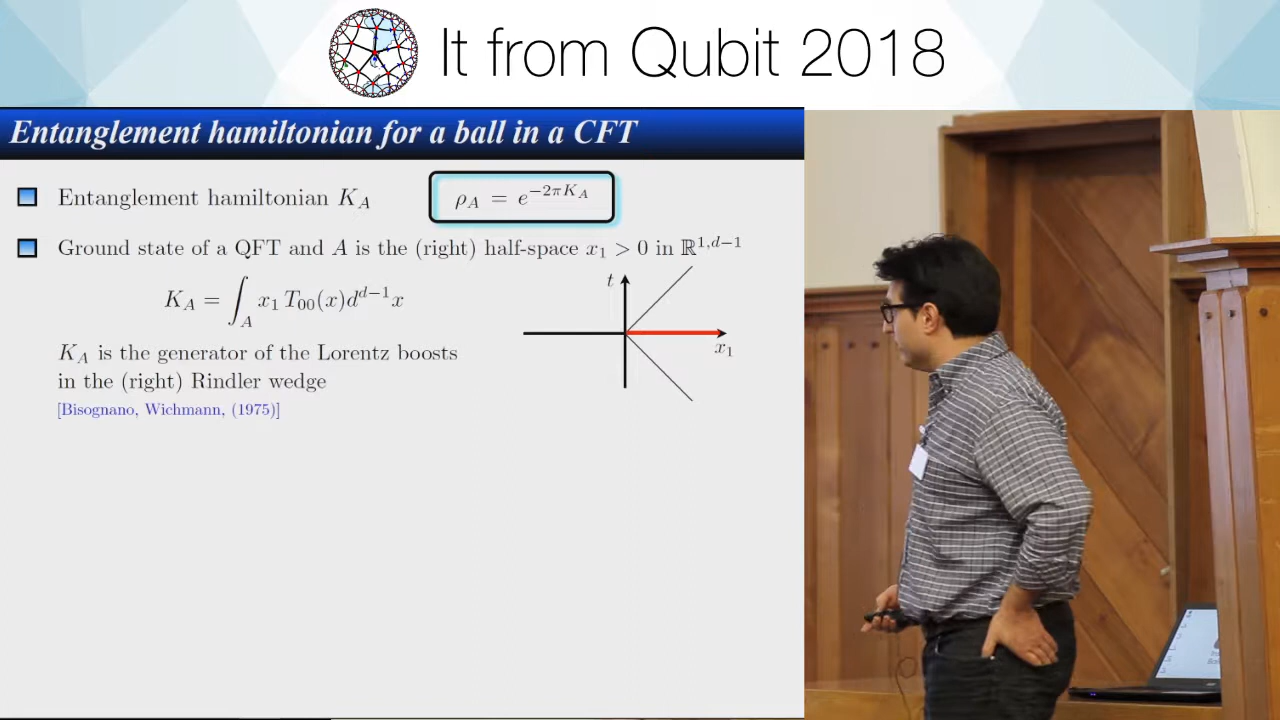 It from Qubit 2018
Entanglement hamiltonian for a ball in a CFT
Entanglement hamiltonian K_A
ρ_A = e^{-2πK_A}
Ground state of a QFT and A is the (right) half-space x_1 > 0 in ℝ^{1,d−1}
K_A = ∫_A x_1 T_{00}(x) d^{d−1}x
t
x_1
K_A is the generator of the Lorentz boosts
in the (right) Rindler wedge
[Bisognano, Wichmann, (1975)]